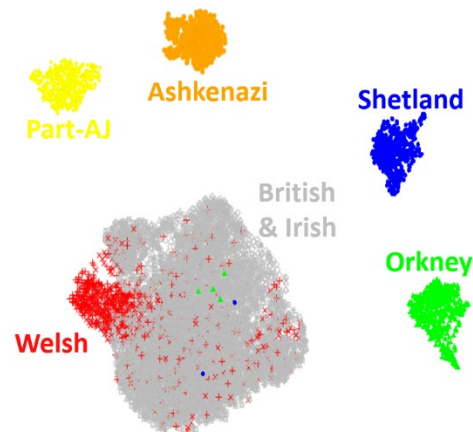 Ashkenazi
Part-AJ
Shetland
British
& Irish
Orkney
Welsh